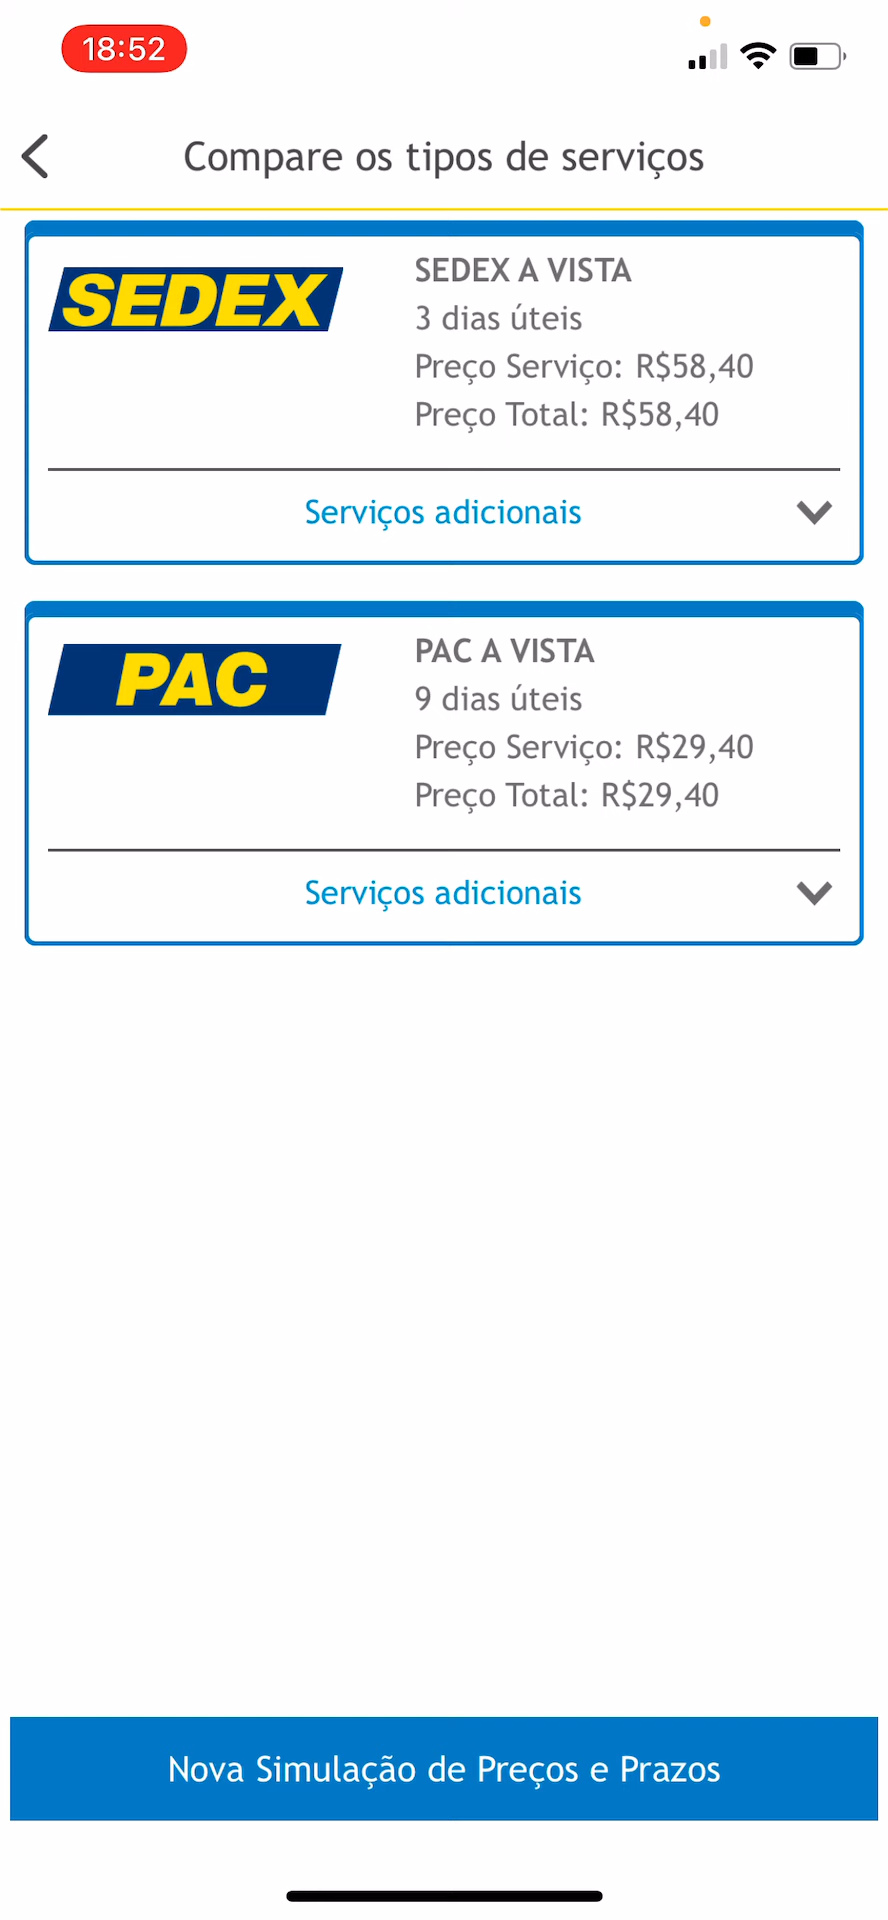 18:52
Compare os tipos de serviços
SEDEX
SEDEX A VISTA
3 dias úteis
Preço Serviço: R$58,40
Preço Total: R$58,40
Serviços adicionais
PAC
PAC A VISTA
9 dias úteis
Preço Serviço: R$29,40
Preço Total: R$29,40
Serviços adicionais
Nova Simulação de Preços e Prazos